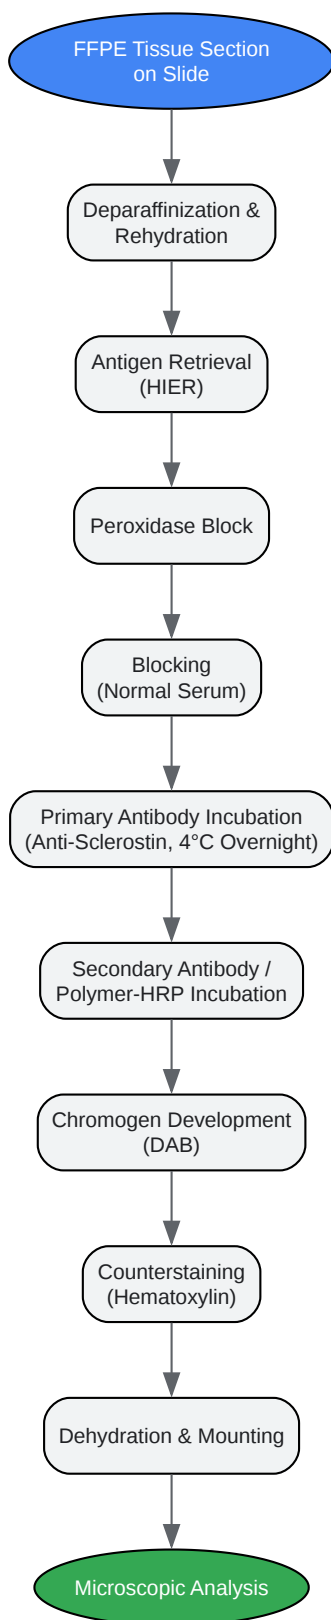 FFPE Tissue Section
on Slide
Deparaffinization &
Rehydration
Antigen Retrieval
(HIER)
Peroxidase Block
Blocking
(Normal Serum)
Primary Antibody Incubation
(Anti-Sclerostin, 4°C Overnight)
Secondary Antibody /
Polymer-HRP Incubation
Chromogen Development
(DAB)
Counterstaining
(Hematoxylin)
Dehydration & Mounting
Microscopic Analysis